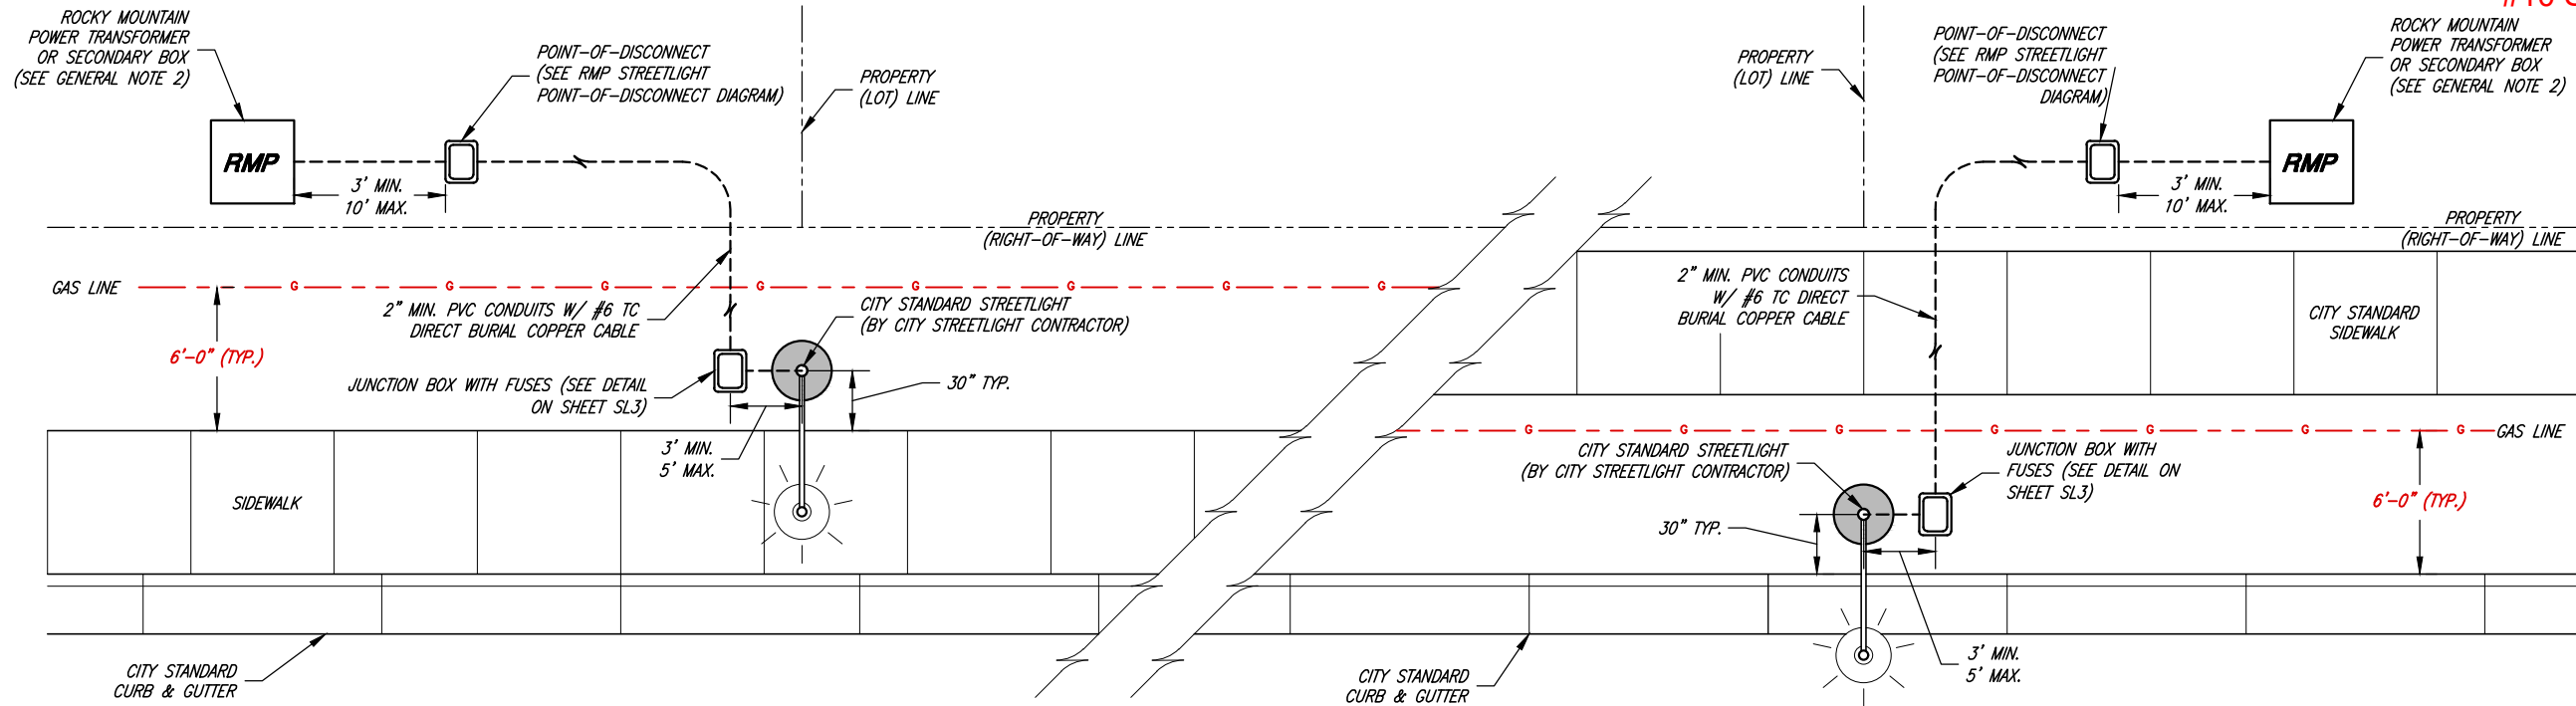 ROCKY MOUNTAIN
POWER TRANSFORMER
OR SECONDARY BOX
(SEE GENERAL NOTE 2)
POINT-OF-DISCONNECT
(SEE RMP STREETLIGHT
POINT-OF-DISCONNECT DIAGRAM)
PROPERTY
(LOT) LINE
RMP
3' MIN.
10' MAX.
PROPERTY
(RIGHT-OF-WAY) LINE
GAS LINE
G G G G G G G G
2" MIN. PVC CONDUITS W/ #6 TC
DIRECT BURIAL COPPER CABLE
CITY STANDARD STREETLIGHT
(BY CITY STREETLIGHT CONTRACTOR)
6'-0" (TYP.)
JUNCTION BOX WITH FUSES (SEE DETAIL
ON SHEET SL3)
30" TYP.
3' MIN.
5' MAX.
SIDEWALK
CITY STANDARD
CURB & GUTTER
PROPERTY
(LOT) LINE
POINT-OF-DISCONNECT
(SEE RMP STREETLIGHT
POINT-OF-DISCONNECT
DIAGRAM)
ROCKY MOUNTAIN
POWER TRANSFORMER
OR SECONDARY BOX
(SEE GENERAL NOTE 2)
RMP
3' MIN.
10' MAX.
PROPERTY
(RIGHT-OF-WAY) LINE
2" MIN. PVC CONDUITS
W/ #6 TC DIRECT
BURIAL COPPER CABLE
CITY STANDARD
SIDEWALK
G G G G G G G
GAS LINE
CITY STANDARD STREETLIGHT
(BY CITY STREETLIGHT CONTRACTOR)
JUNCTION BOX WITH
FUSES (SEE DETAIL ON
SHEET SL3)
6'-0" (TYP.)
30" TYP.
3' MIN.
5' MAX.
CITY STANDARD
CURB & GUTTER